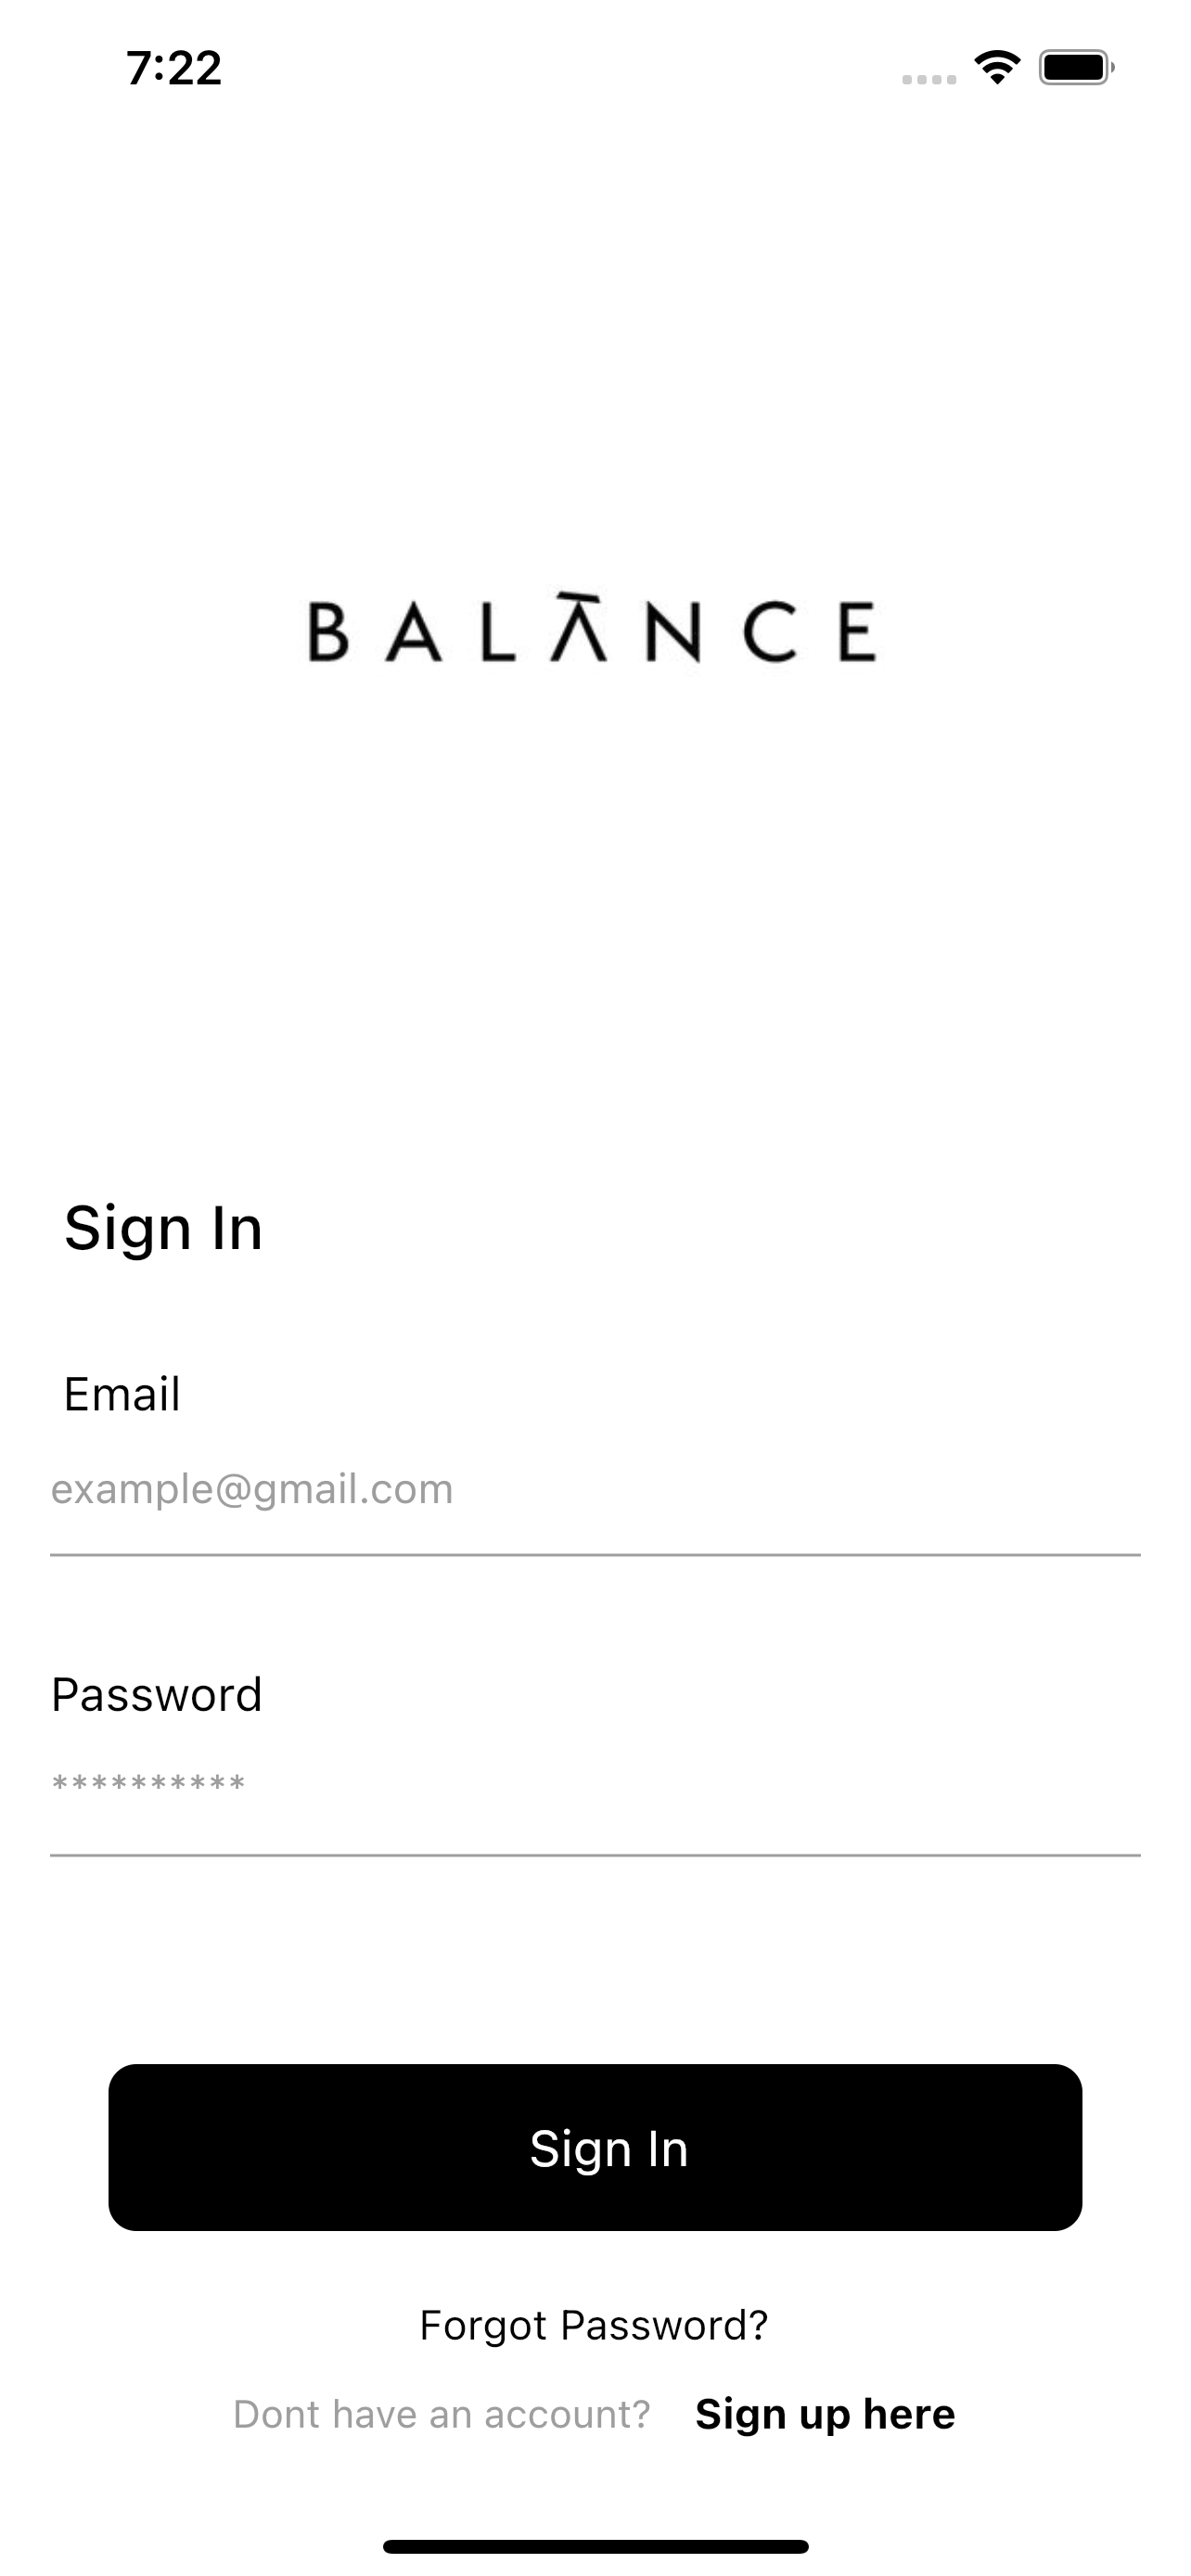 7:22
BALĀNCE
Sign In
Email
example@gmail.com
Password
**********
Sign In
Forgot Password?
Dont have an account? Sign up here